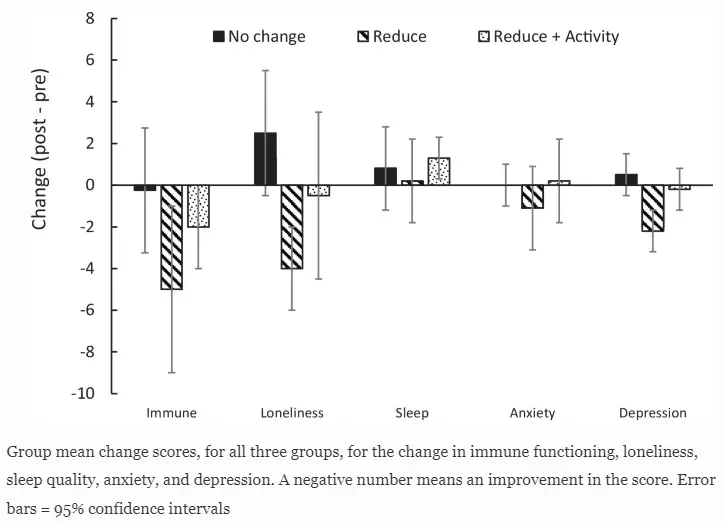 8
No change Reduce Reduce + Activity
6
4
2
0
-2
-4
-6
-8
-10
Change (post - pre)
Immune Loneliness Sleep Anxiety Depression
Group mean change scores, for all three groups, for the change in immune functioning, loneliness,
sleep quality, anxiety, and depression. A negative number means an improvement in the score. Error
bars = 95% confidence intervals